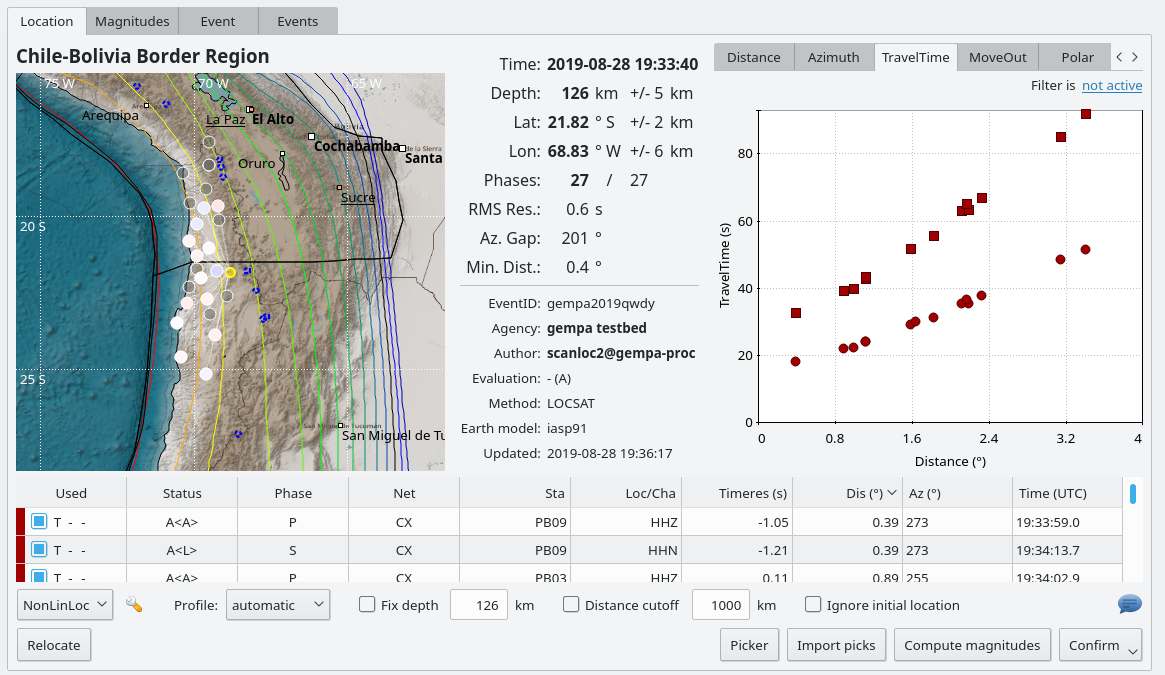 Location Magnitudes Event Events
Chile-Bolivia Border Region
75 W 70 W 65 W
Arequipa
La Paz El Alto
Cochabamba
Santa
Oruro
Sucre
20 S
25 S
San Miguel de Tu
Time: 2019-08-28 19:33:40
Depth: 126 km +/- 5 km
Lat: 21.82 ° S +/- 2 km
Lon: 68.83 ° W +/- 6 km
Phases: 27 / 27
RMS Res.: 0.6 s
Az. Gap: 201 °
Min. Dist.: 0.4 °
EventID: gempa2019qwdy
Agency: gempa testbed
Author: scanloc2@gempa-proc
Evaluation: - (A)
Method: LOCSAT
Earth model: iasp91
Updated: 2019-08-28 19:36:17
Distance Azimuth TravelTime MoveOut Polar
Filter is not active
TravelTime (s)
80
60
40
20
0
0 0.8 1.6 2.4 3.2 4
Distance (°)
Used Status Phase Net Sta Loc/Cha Timeres (s) Dis (°) Az (°) Time (UTC)
T - - A<A> P CX PB09 HHZ -1.05 0.39 273 19:33:59.0
T - - A<L> S CX PB09 HHN -1.21 0.39 273 19:34:13.7
T - - A<A> P CX PB03 HHZ 0.11 0.89 255 19:34:02.9
NonLinLoc Profile: automatic Fix depth 126 km Distance cutoff 1000 km Ignore initial location
Relocate Picker Import picks Compute magnitudes Confirm